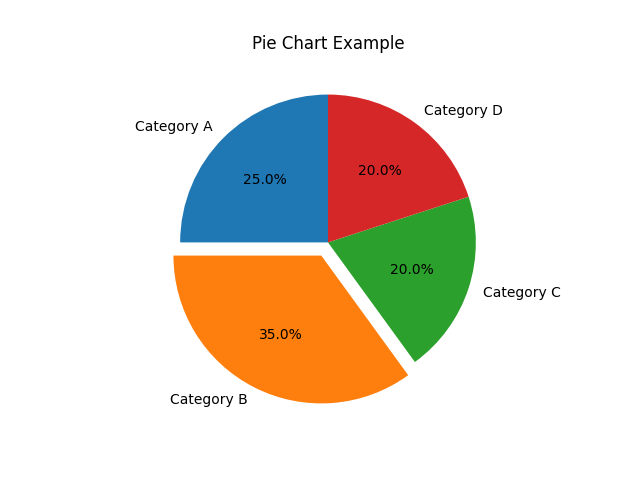 Pie Chart Example
Category D
Category A
20.0%
25.0%
20.0%
Category C
35.0%
Category B